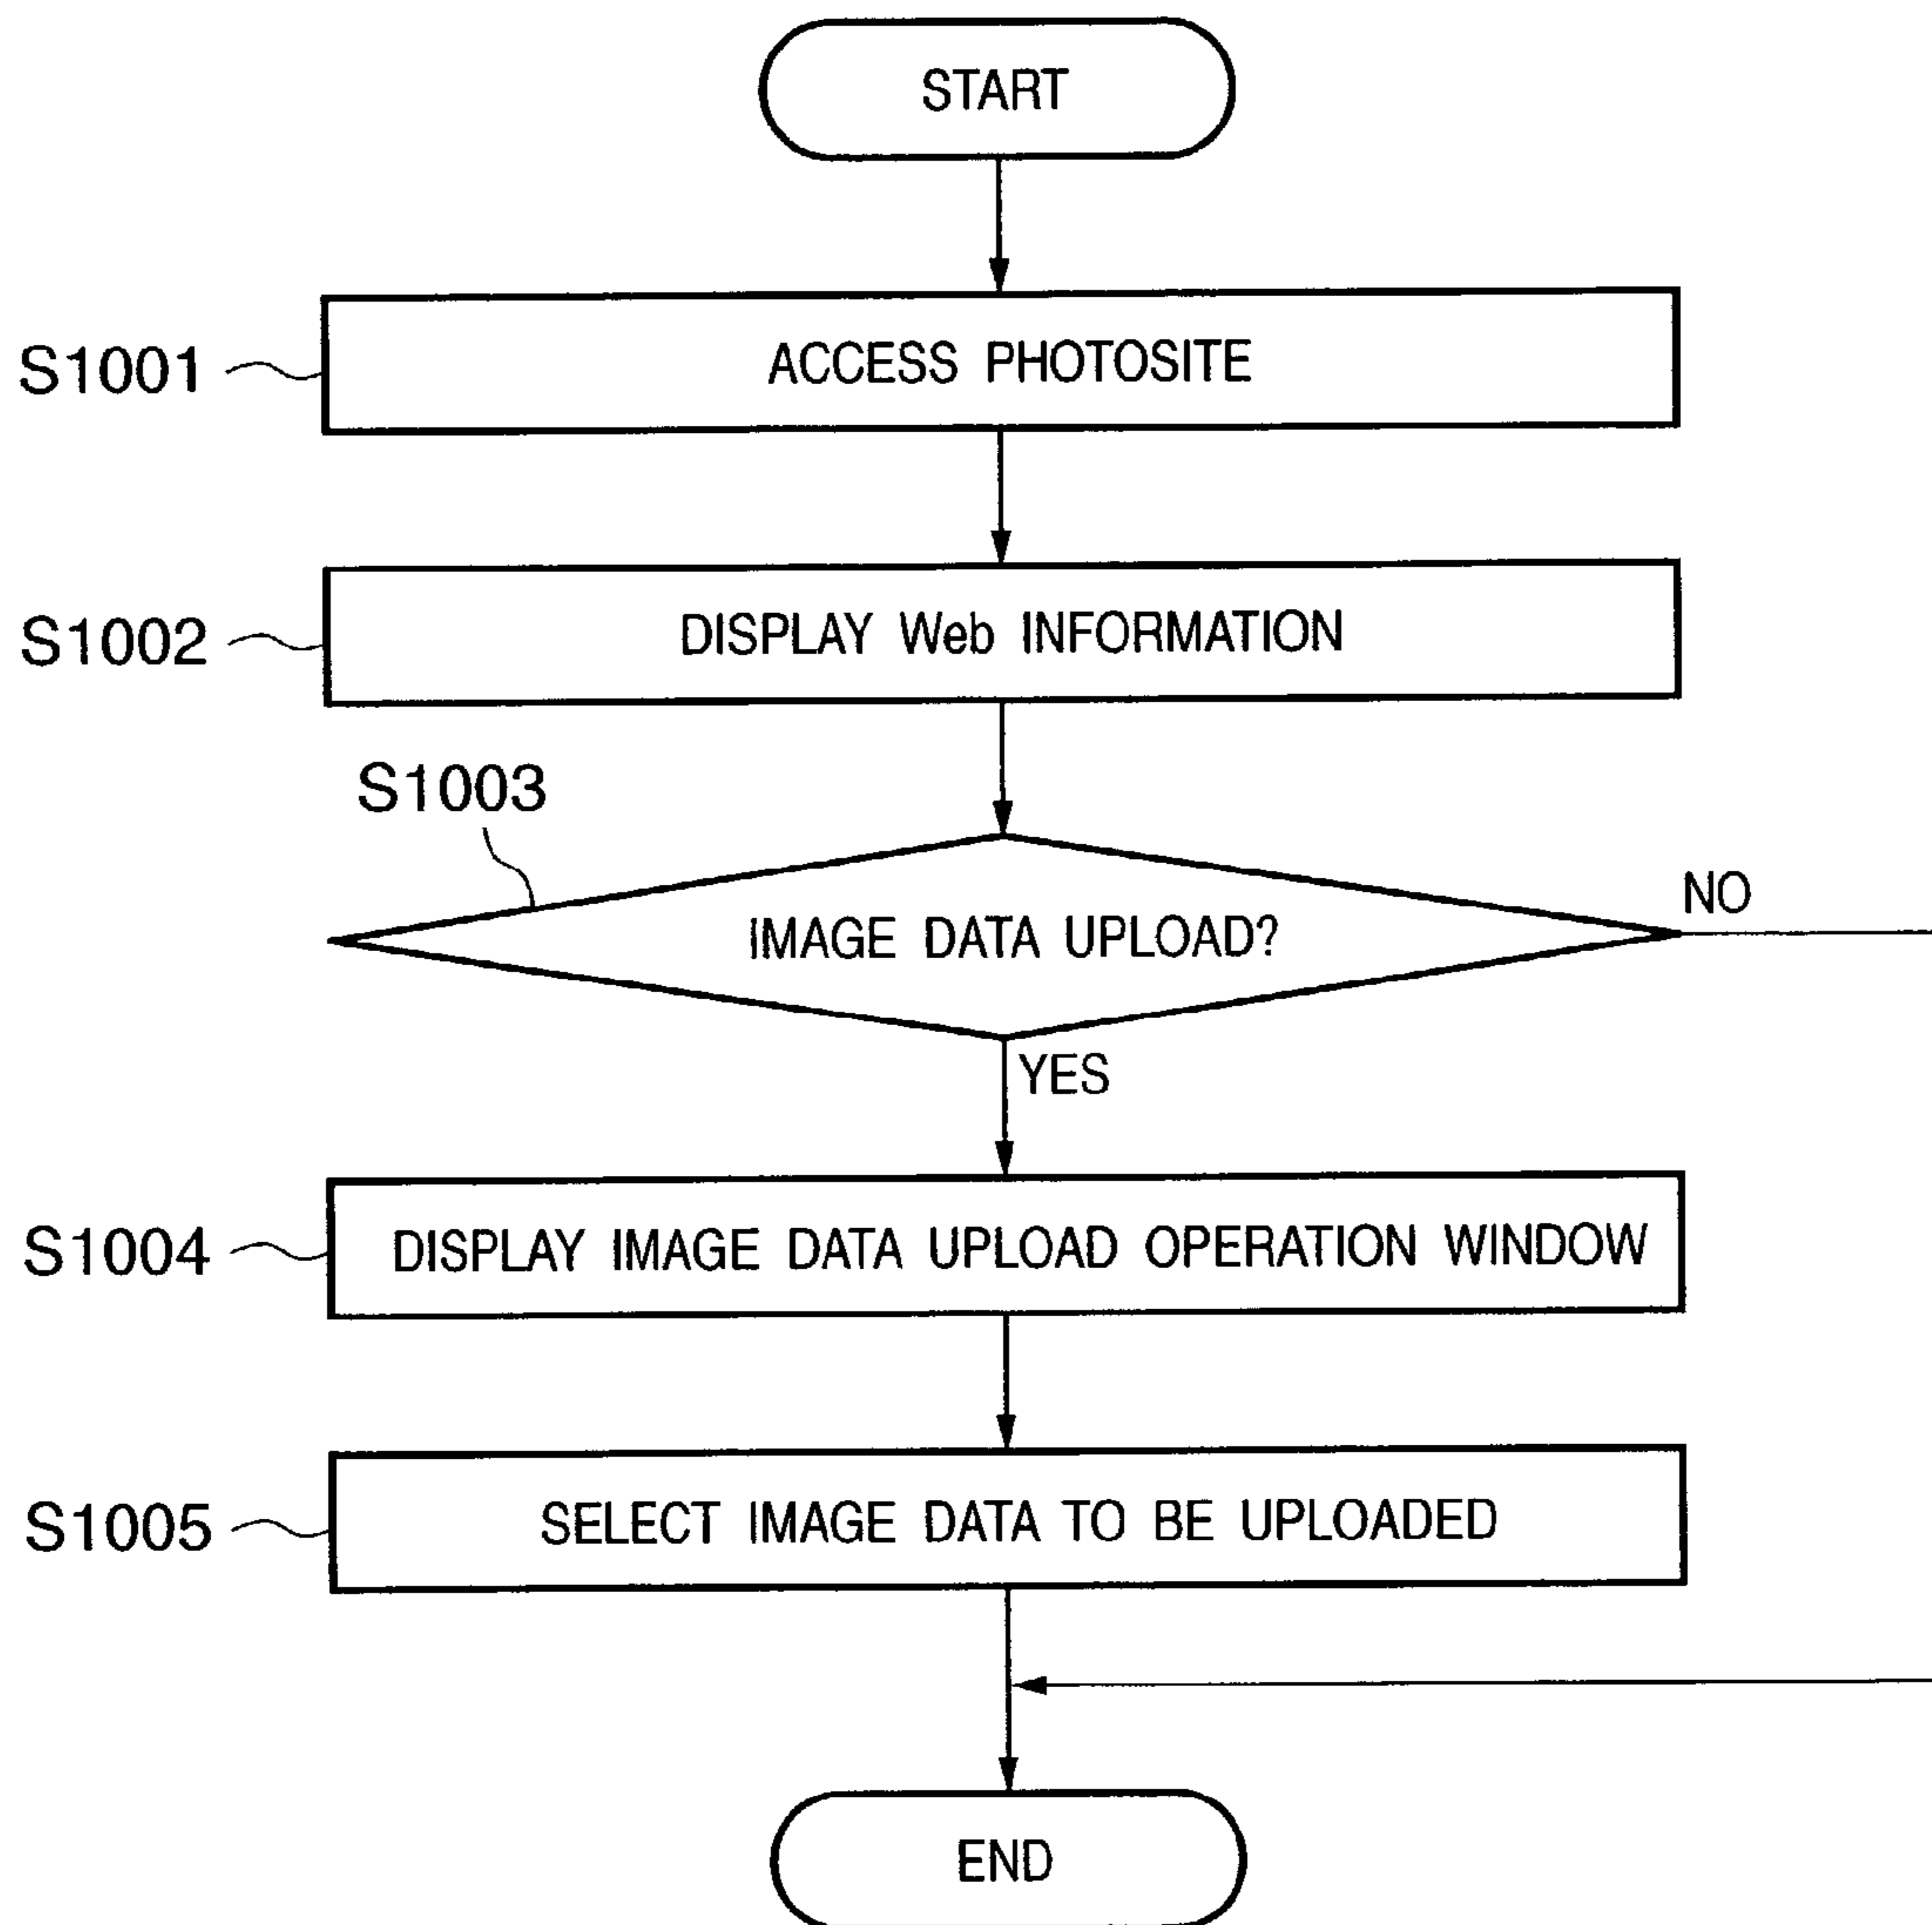 START
S1001
ACCESS PHOTOSITE
S1002
DISPLAY Web INFORMATION
S1003
IMAGE DATA UPLOAD?
NO
YES
S1004
DISPLAY IMAGE DATA UPLOAD OPERATION WINDOW
S1005
SELECT IMAGE DATA TO BE UPLOADED
END